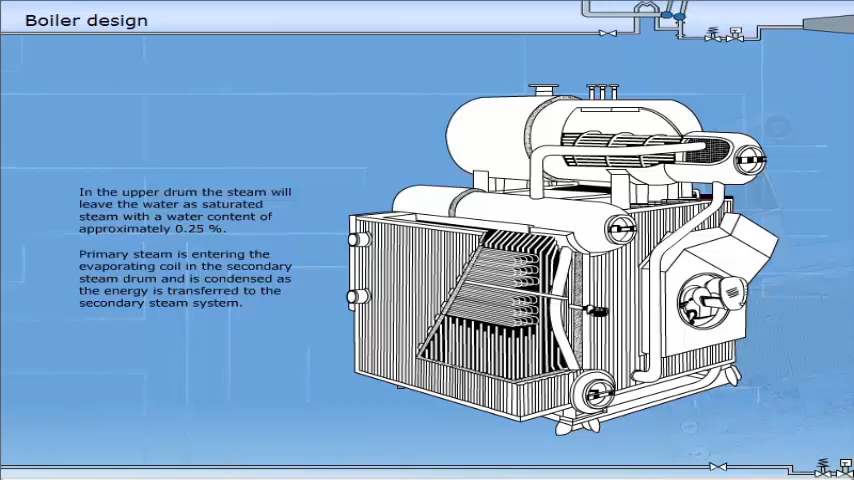 Boiler design
In the upper drum the steam will
leave the water as saturated
steam with a water content of
approximately 0.25 %.
Primary steam is entering the
evaporating coil in the secondary
steam drum and is condensed as
the energy is transferred to the
secondary steam system.